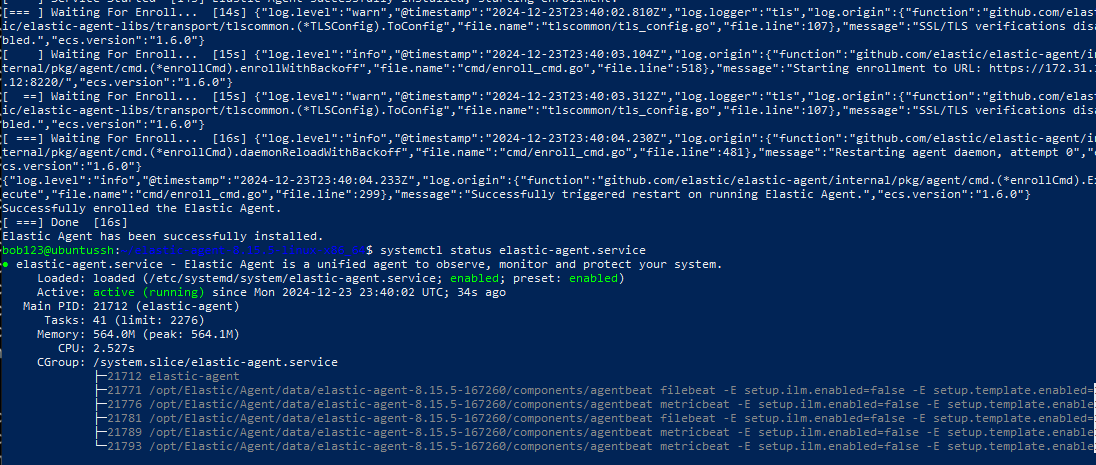 [=== ] Waiting For Enroll...  [14s] {"log.level":"warn","@timestamp":"2024-12-23T23:40:02.810Z","log.logger":"tls","log.origin":{"function":"github.com/elast
ic/elastic-agent-libs/transport/tlscommon.(*TLSConfig).ToConfig","file.name":"tlscommon/tls_config.go","file.line":107},"message":"SSL/TLS verifications disa
bled.","ecs.version":"1.6.0"}
[    ] Waiting For Enroll...  [15s] {"log.level":"info","@timestamp":"2024-12-23T23:40:03.104Z","log.origin":{"function":"github.com/elastic/elastic-agent/in
ternal/pkg/agent/cmd.(*enrollCmd).enrollWithBackoff","file.name":"cmd/enroll_cmd.go","file.line":518},"message":"Starting enrollment to URL: https://172.31.
12:8220/","ecs.version":"1.6.0"}
[  ==] Waiting For Enroll...  [15s] {"log.level":"warn","@timestamp":"2024-12-23T23:40:03.312Z","log.logger":"tls","log.origin":{"function":"github.com/elast
ic/elastic-agent-libs/transport/tlscommon.(*TLSConfig).ToConfig","file.name":"tlscommon/tls_config.go","file.line":107},"message":"SSL/TLS verifications disa
bled.","ecs.version":"1.6.0"}
[ ===] Waiting For Enroll...  [16s] {"log.level":"info","@timestamp":"2024-12-23T23:40:04.230Z","log.origin":{"function":"github.com/elastic/elastic-agent/in
ternal/pkg/agent/cmd.(*enrollCmd).daemonReloadWithBackoff","file.name":"cmd/enroll_cmd.go","file.line":481},"message":"Restarting agent daemon, attempt 0","e
cs.version":"1.6.0"}
{"log.level":"info","@timestamp":"2024-12-23T23:40:04.233Z","log.origin":{"function":"github.com/elastic/elastic-agent/internal/pkg/agent/cmd.(*enrollCmd).Ex
ecute","file.name":"cmd/enroll_cmd.go","file.line":299},"message":"Successfully triggered restart on running Elastic Agent.","ecs.version":"1.6.0"}
Successfully enrolled the Elastic Agent.
[ ===] Done  [16s]
Elastic Agent has been successfully installed.
bob123@ubuntussh:$ systemctl status elastic-agent.service
● elastic-agent.service - Elastic Agent is a unified agent to observe, monitor and protect your system.
Loaded: loaded (/etc/systemd/system/elastic-agent.service; enabled; preset: enabled)
Active: active (running) since Mon 2024-12-23 23:40:02 UTC; 34s ago
Main PID: 21712 (elastic-agent)
Tasks: 41 (limit: 2276)
Memory: 564.0M (peak: 564.1M)
CPU: 2.527s
CGroup: /system.slice/elastic-agent.service
├─21712 elastic-agent
├─21771 /opt/Elastic/Agent/data/elastic-agent-8.15.5-167260/components/agentbeat filebeat -E setup.ilm.enabled=false -E setup.template.enabled=
├─21776 /opt/Elastic/Agent/data/elastic-agent-8.15.5-167260/components/agentbeat metricbeat -E setup.ilm.enabled=false -E setup.template.enable
├─21781 /opt/Elastic/Agent/data/elastic-agent-8.15.5-167260/components/agentbeat filebeat -E setup.ilm.enabled=false -E setup.template.enabled=
├─21789 /opt/Elastic/Agent/data/elastic-agent-8.15.5-167260/components/agentbeat metricbeat -E setup.ilm.enabled=false -E setup.template.enable
└─21793 /opt/Elastic/Agent/data/elastic-agent-8.15.5-167260/components/agentbeat metricbeat -E setup.ilm.enabled=false -E setup.template.enable